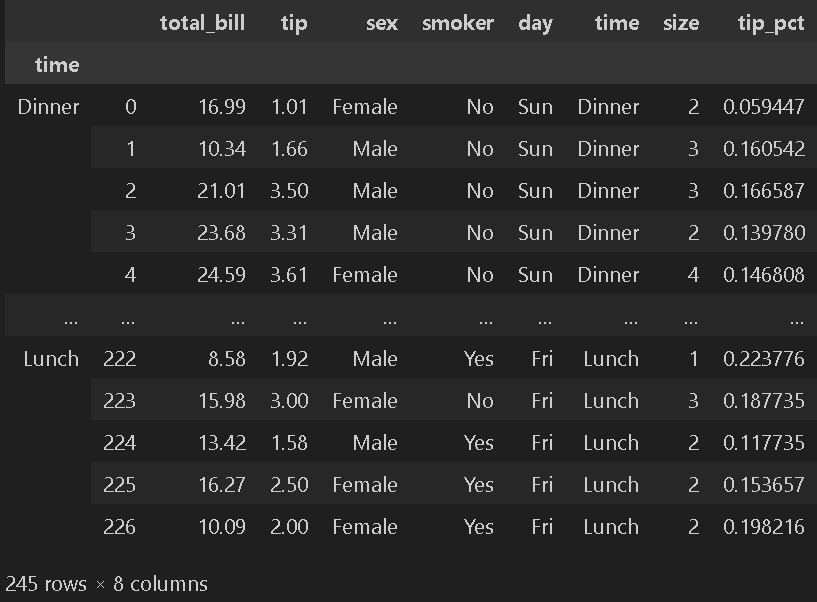 total_bill tip sex smoker day time size tip_pct
time
Dinner 0 16.99 1.01 Female No Sun Dinner 2 0.059447
1 10.34 1.66 Male No Sun Dinner 3 0.160542
2 21.01 3.50 Male No Sun Dinner 3 0.166587
3 23.68 3.31 Male No Sun Dinner 2 0.139780
4 24.59 3.61 Female No Sun Dinner 4 0.146808
... ... ... ... ... ... ... ... ... ...
Lunch 222 8.58 1.92 Male Yes Fri Lunch 1 0.223776
223 15.98 3.00 Female No Fri Lunch 3 0.187735
224 13.42 1.58 Male Yes Fri Lunch 2 0.117735
225 16.27 2.50 Female Yes Fri Lunch 2 0.153657
226 10.09 2.00 Female Yes Fri Lunch 2 0.198216
245 rows × 8 columns